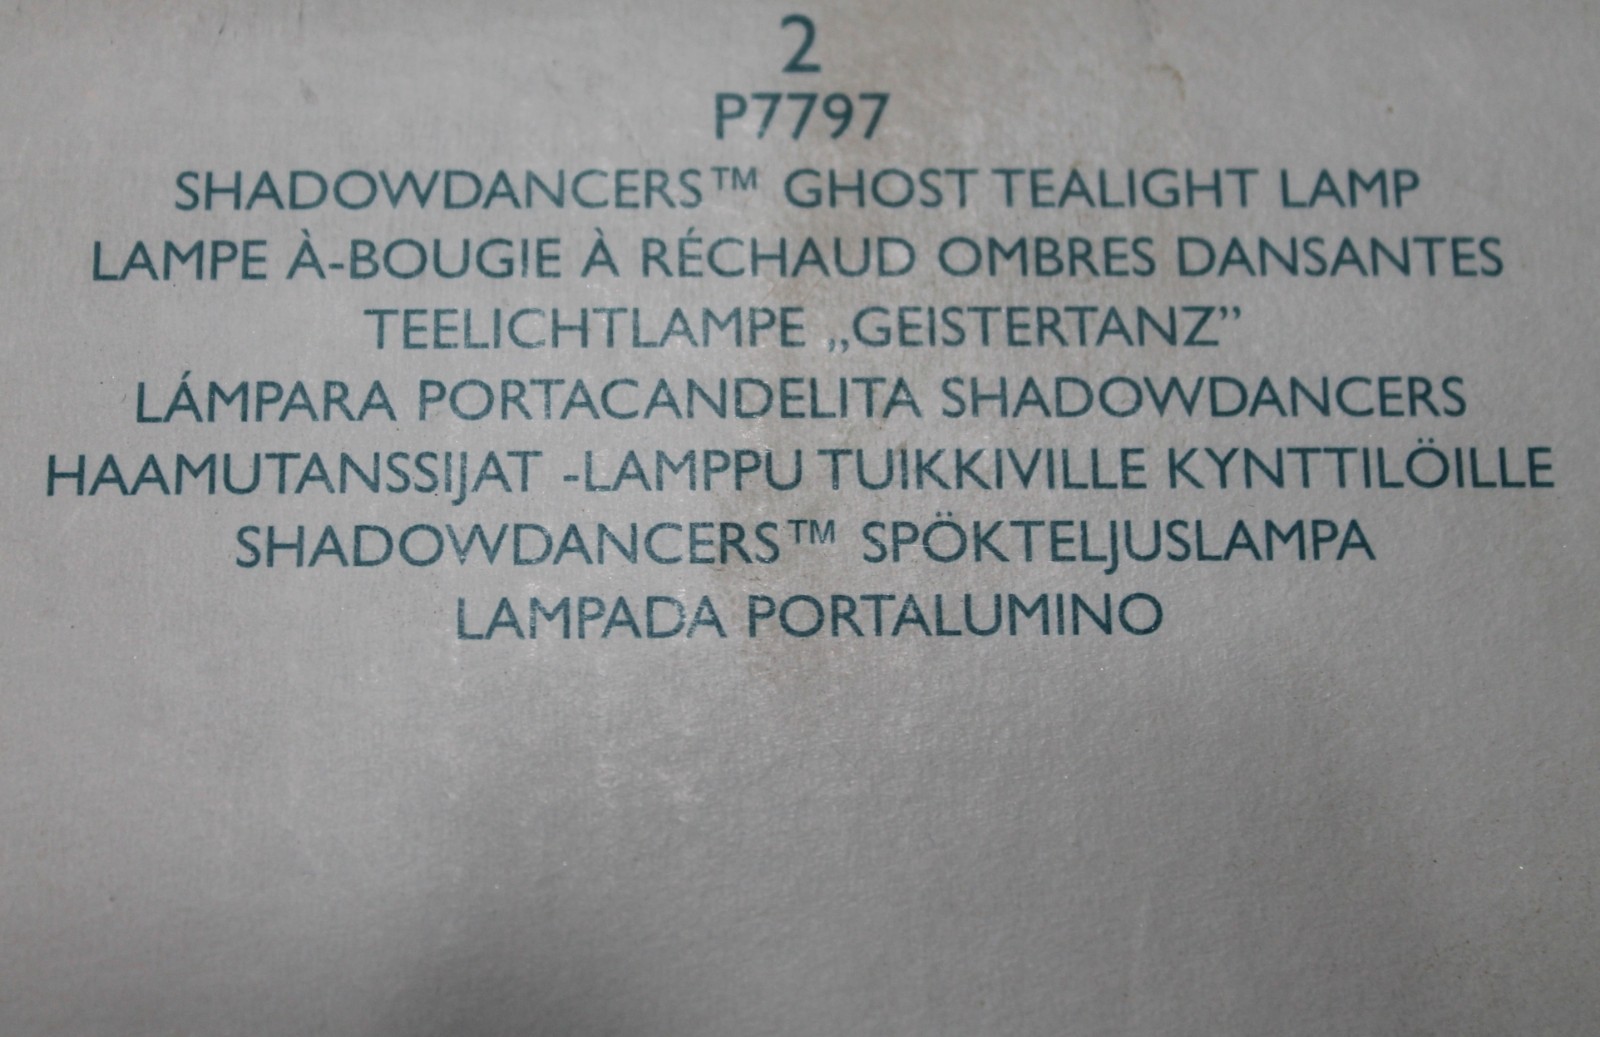 2
P7797
SHADOWDANCERS™ GHOST TEALIGHT LAMP
LAMPE À-BOUGIE À RÉCHAUD OMBRES DANSANTES
TEELICHTLAMPE „GEISTERTANZ”
LÁMPARA PORTACANDELITA SHADOWDANCERS
HAAMUTANSSIJAT -LAMPPU TUIKKIVILLE KYNTTILÖILLE
SHADOWDANCERS™ SPÖKTELJUSLAMPA
LAMPADA PORTALUMINO